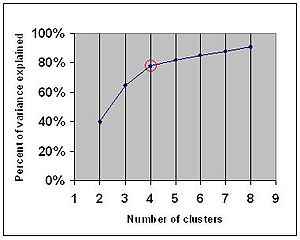 Percent of variance explained
100%
80%
60%
40%
20%
0%
1 2 3 4 5 6 7 8 9
Number of clusters